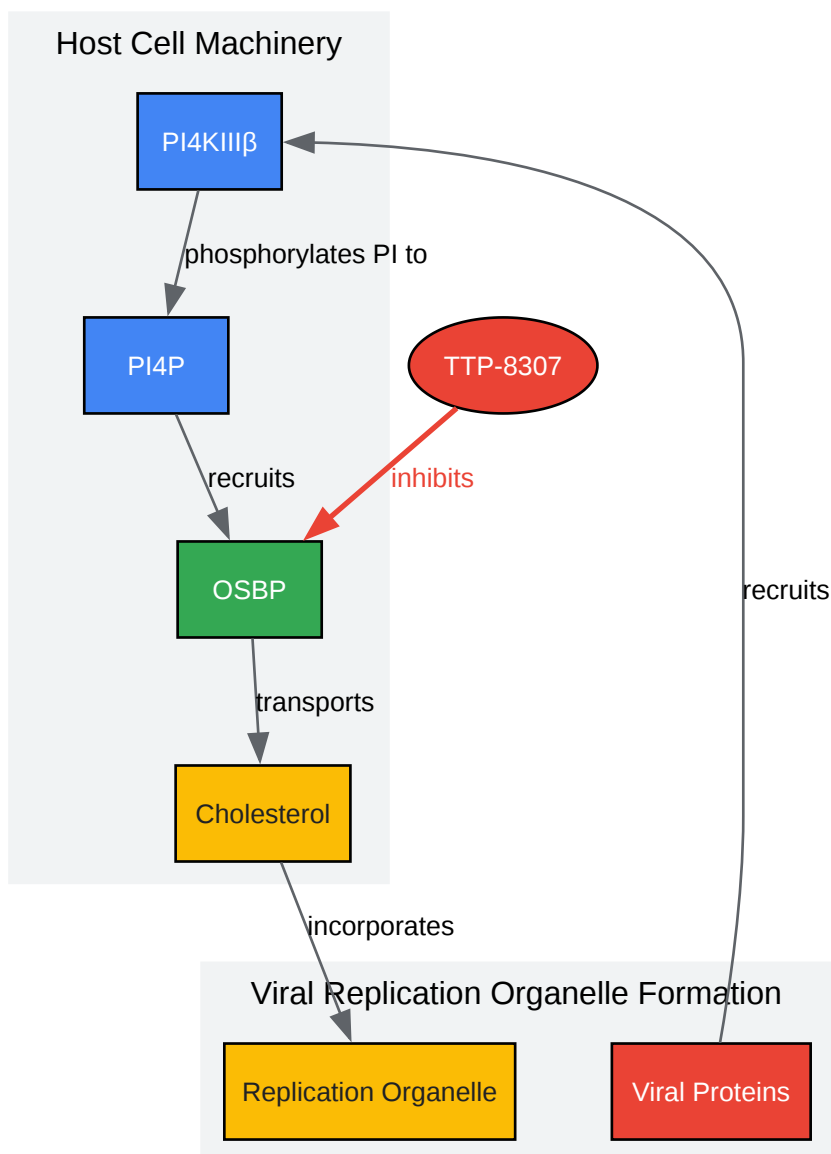 Host Cell Machinery
PI4KIIIβ
phosphorylates PI to
PI4P
TTP-8307
recruits
inhibits
OSBP
recruits
transports
Cholesterol
incorporates
Viral Replication Organelle Formation
Replication Organelle
Viral Proteins